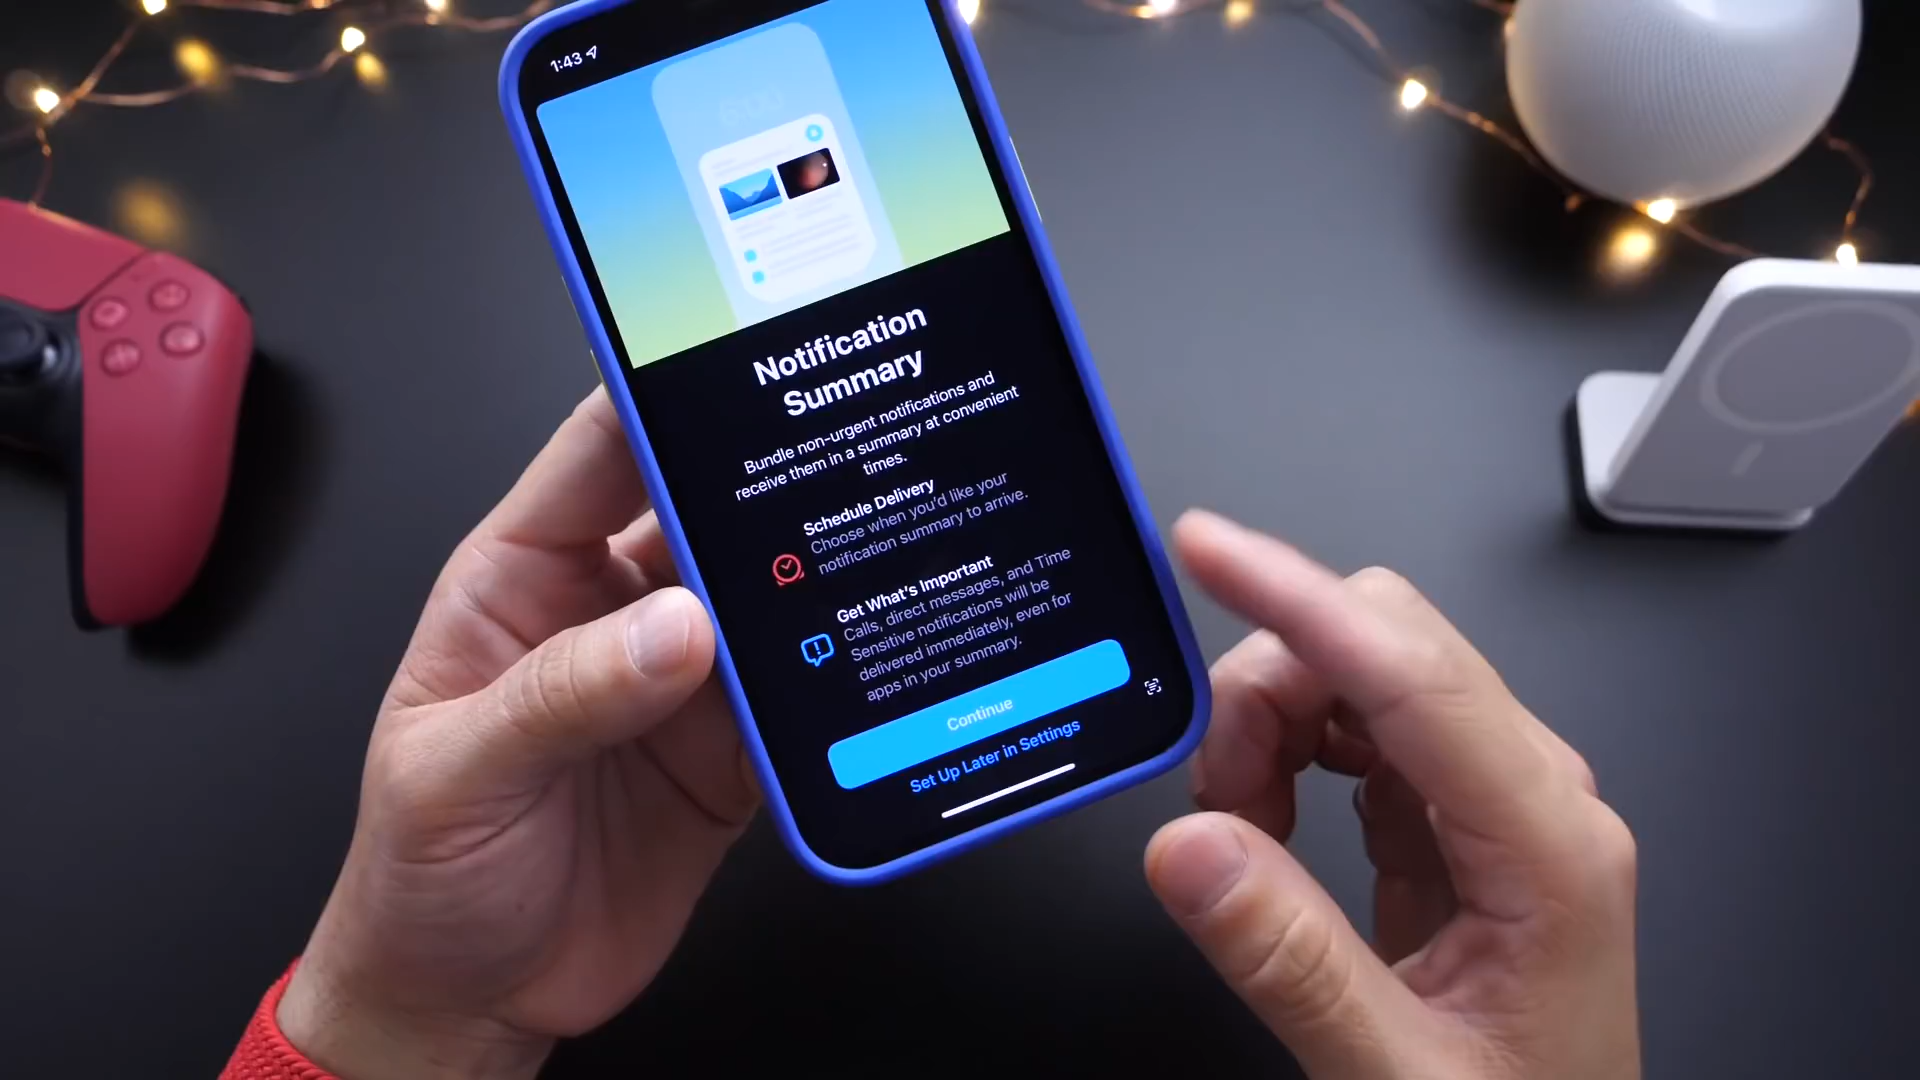 1:43
Notification
Summary
Bundle non-urgent notifications and
receive them in a summary at convenient
times.
Schedule Delivery
Choose when you'd like your
notification summary to arrive.
Get What's Important
Calls, direct messages, and Time
Sensitive notifications will be
delivered immediately, even for
apps in your summary.
Continue
Set Up Later in Settings